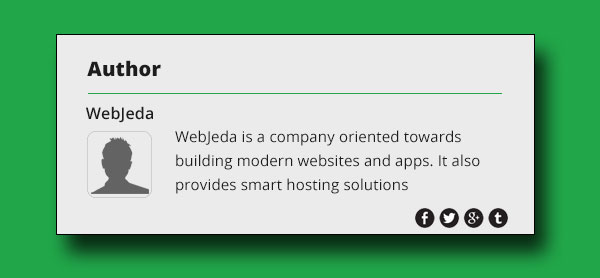 Author
WebJeda
WebJeda is a company oriented towards
building modern websites and apps. It also
provides smart hosting solutions